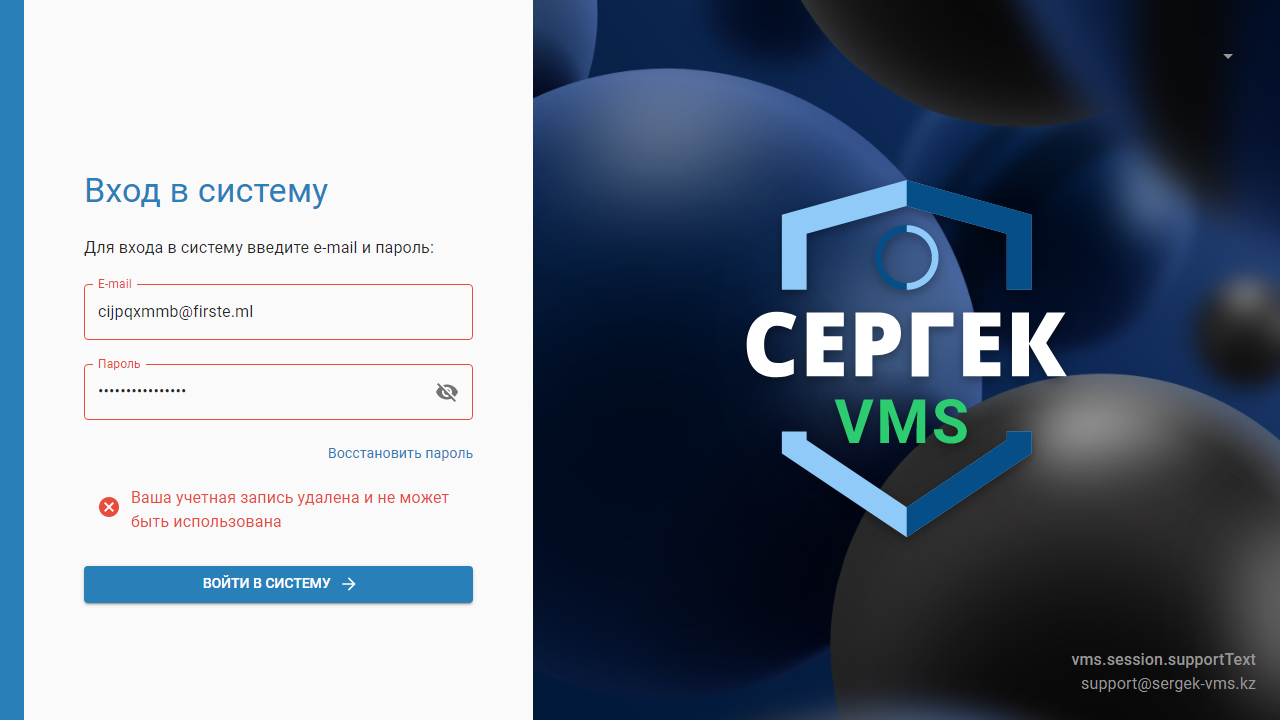 Вход в систему
Для входа в систему введите e-mail и пароль:
E-mail
cijpqxmmb@firste.ml
Пароль
••••••••••••••••
Восстановить пароль
Ваша учетная запись удалена и не может
быть использована
ВОЙТИ В СИСТЕМУ
СЕРГЕК
VMS
vms.session.supportText
support@sergek-vms.kz